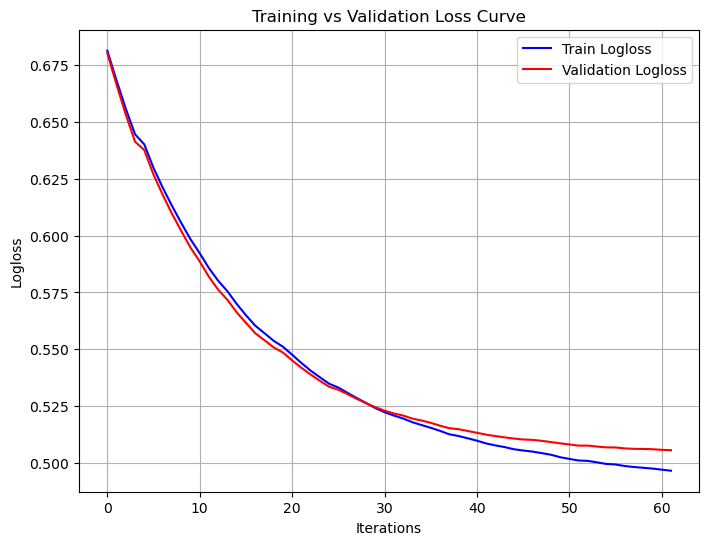 Training vs Validation Loss Curve
Train Logloss
Validation Logloss
0.675
0.650
0.625
0.600
0.575
0.550
0.525
0.500
Logloss
0 10 20 30 40 50 60
Iterations